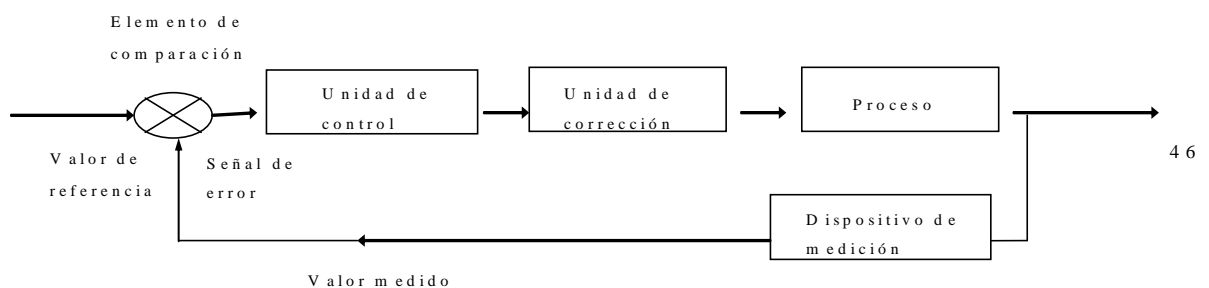 Elemento de
comparación
Unidad de
control
Unidad de
corrección
Proceso
46
Valor de
referencia
Señal de
error
Dispositivo de
medición
Valor medido